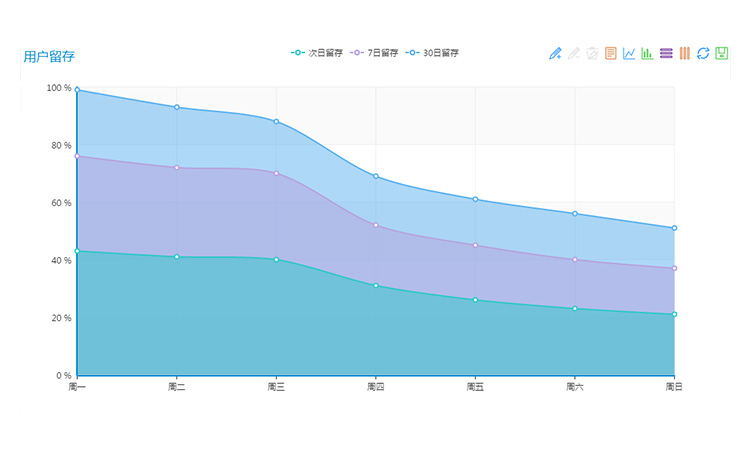 用户留存
次日留存 7日留存 30日留存
100 %
80 %
60 %
40 %
20 %
0 %
周一 周二 周三 周四 周五 周六 周日